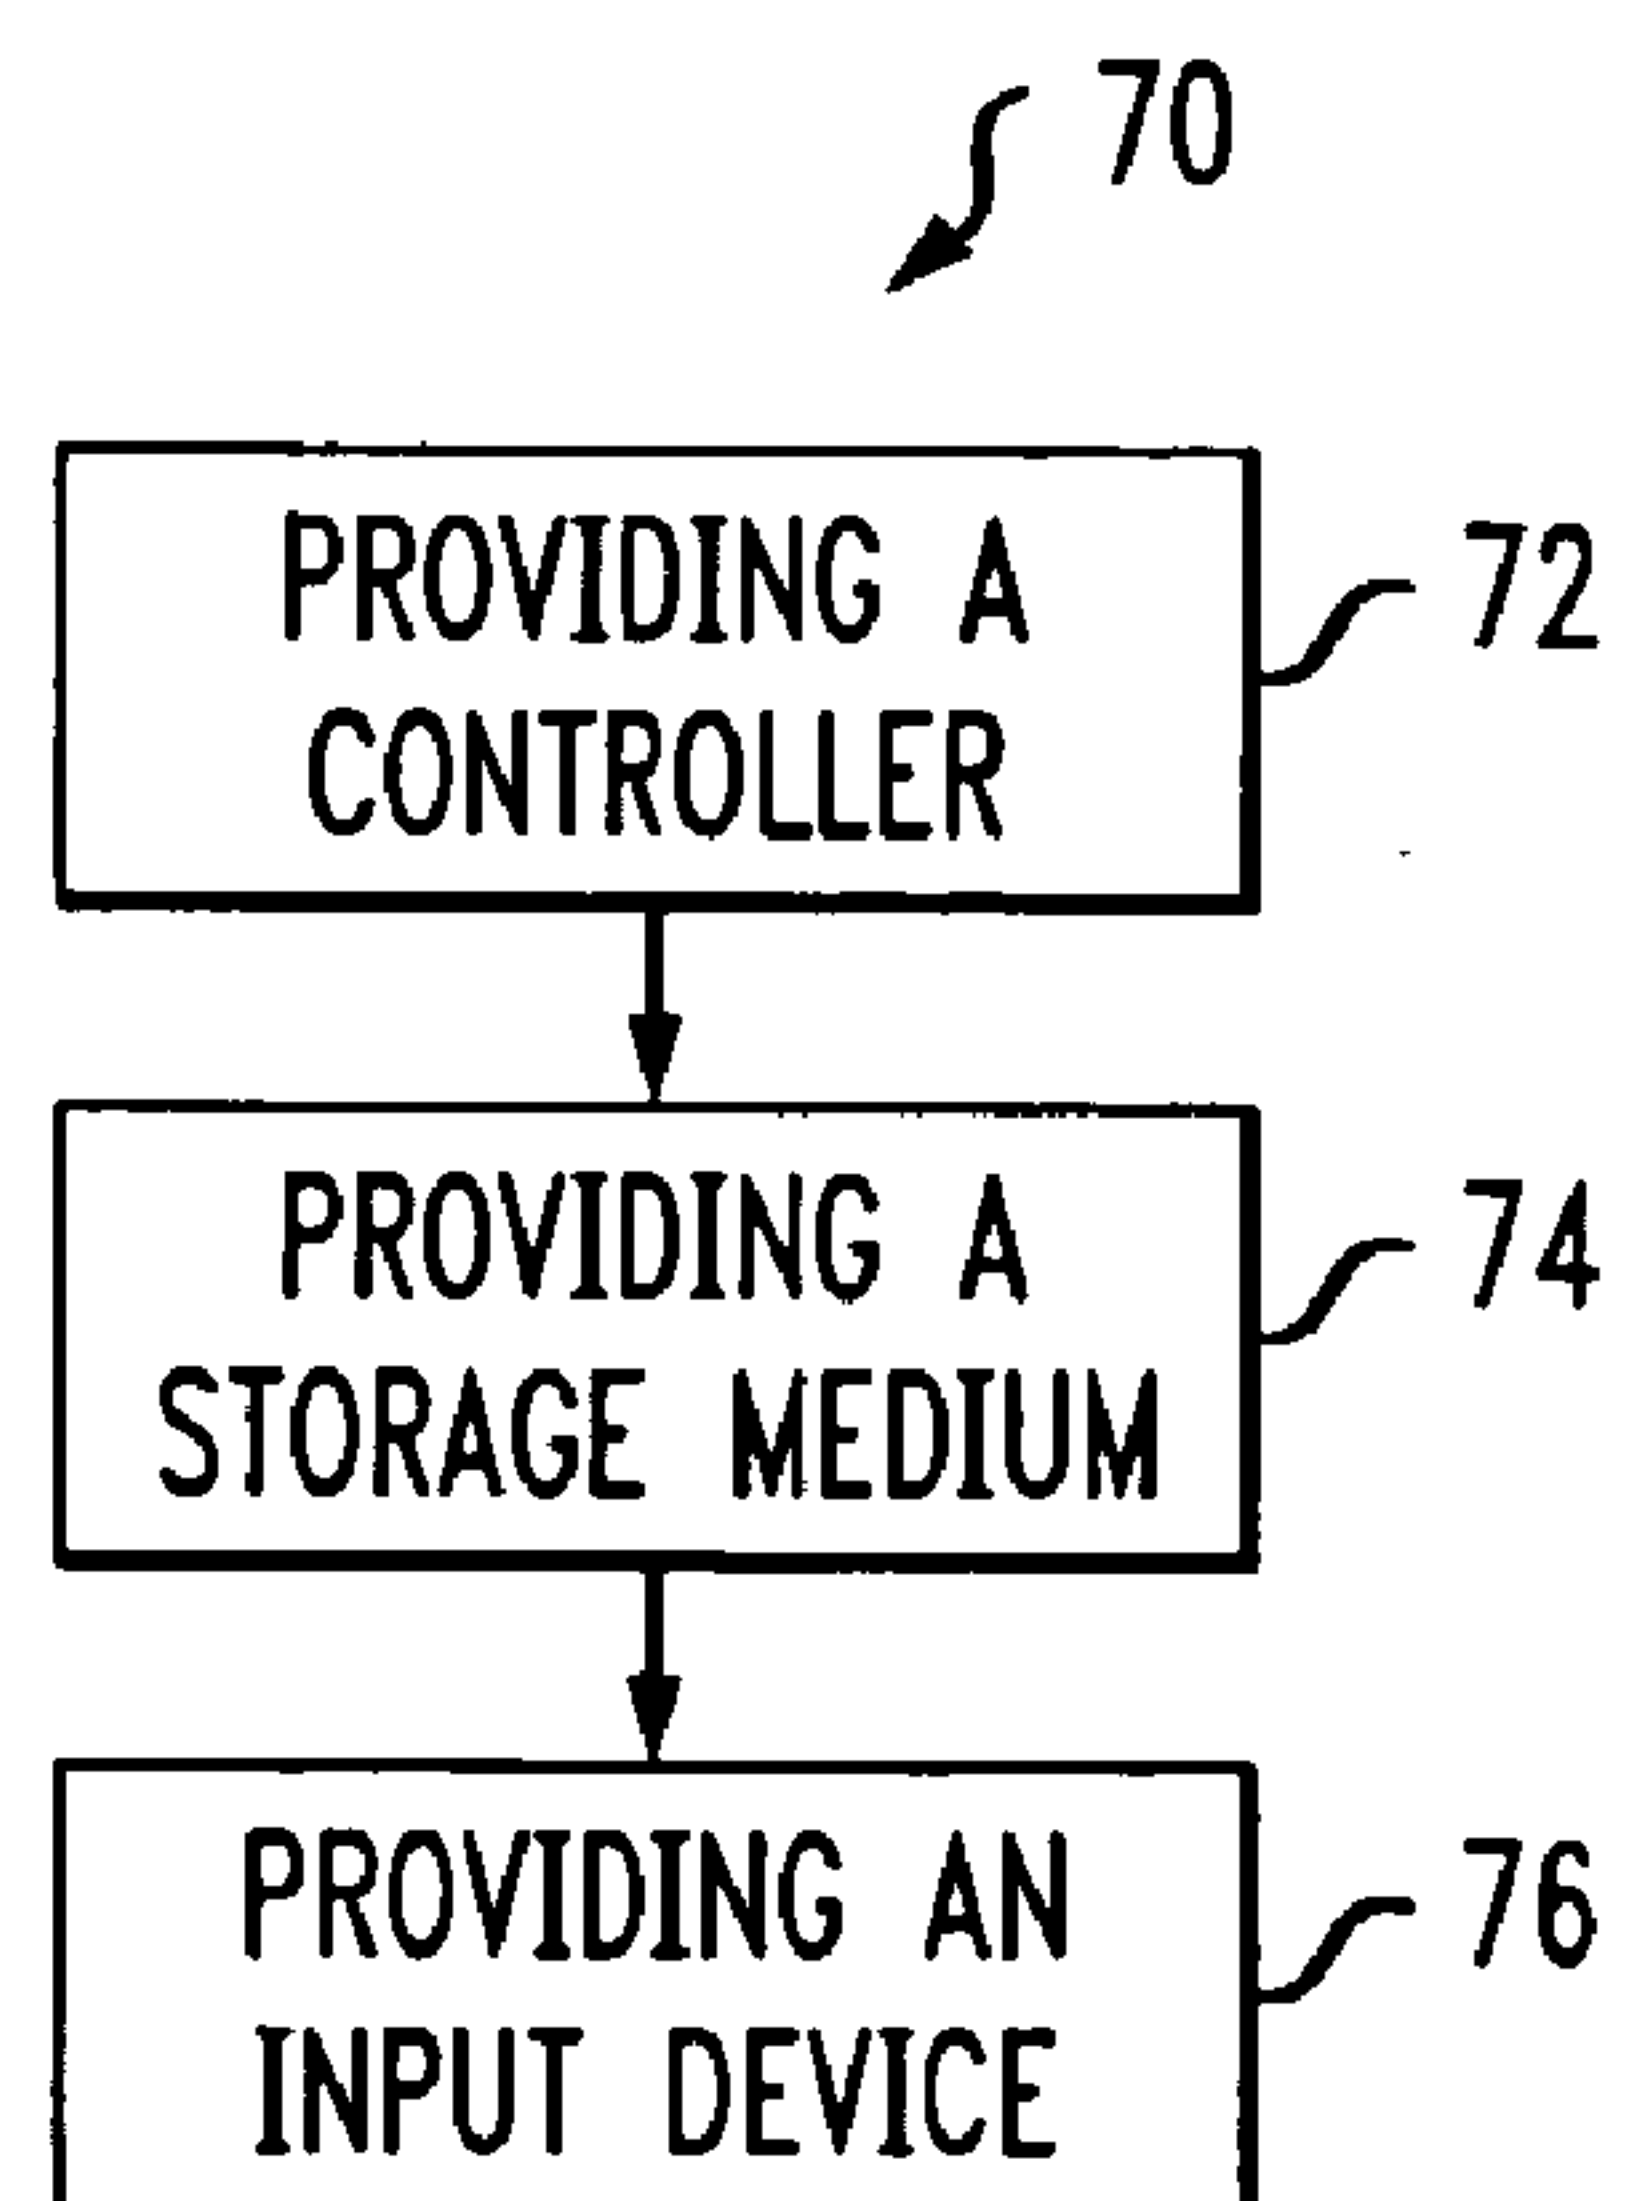 70
PROVIDING A
CONTROLLER
72
PROVIDING A
STORAGE MEDIUM
74
PROVIDING AN
INPUT DEVICE
76